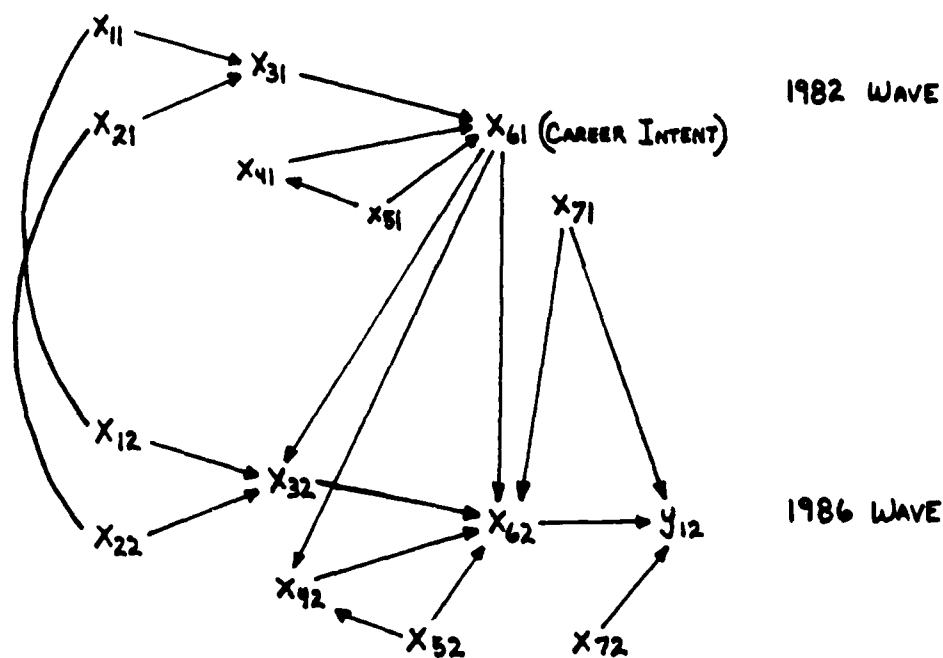 X11
X31
1982 WAVE
X21
X61 (CAREER INTENT)
X41
X51
X71
X12
X32
1986 WAVE
X62
y12
X22
X42
X52
X72